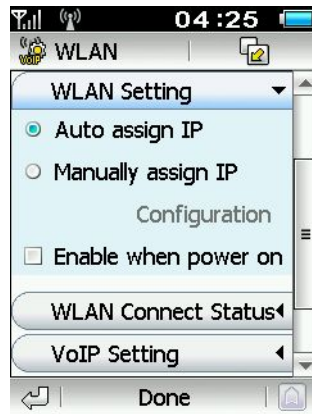 04:25
WLAN
WLAN Setting
Auto assign IP
Manually assign IP
Configuration
Enable when power on
WLAN Connect Status
VoIP Setting
Done